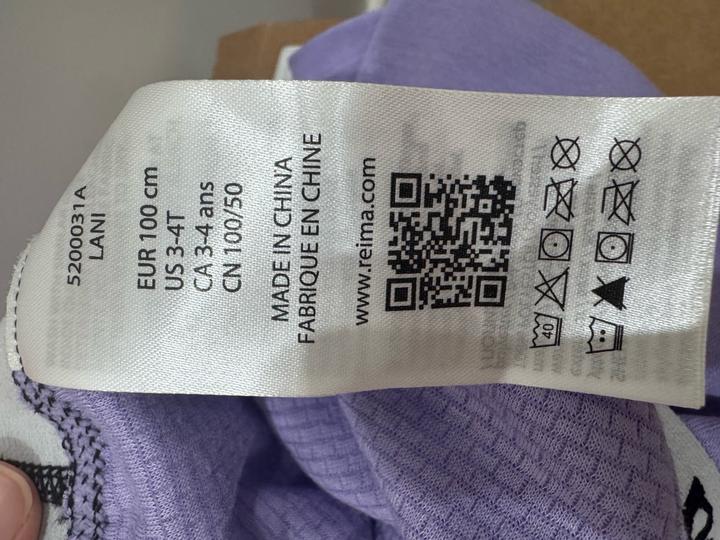 5200031A
LANI
EUR 100 cm
US 3-4T
CA 3-4 ans
CN 100/50
MADE IN CHINA
FABRIQUE EN CHINE
www.reima.com
40